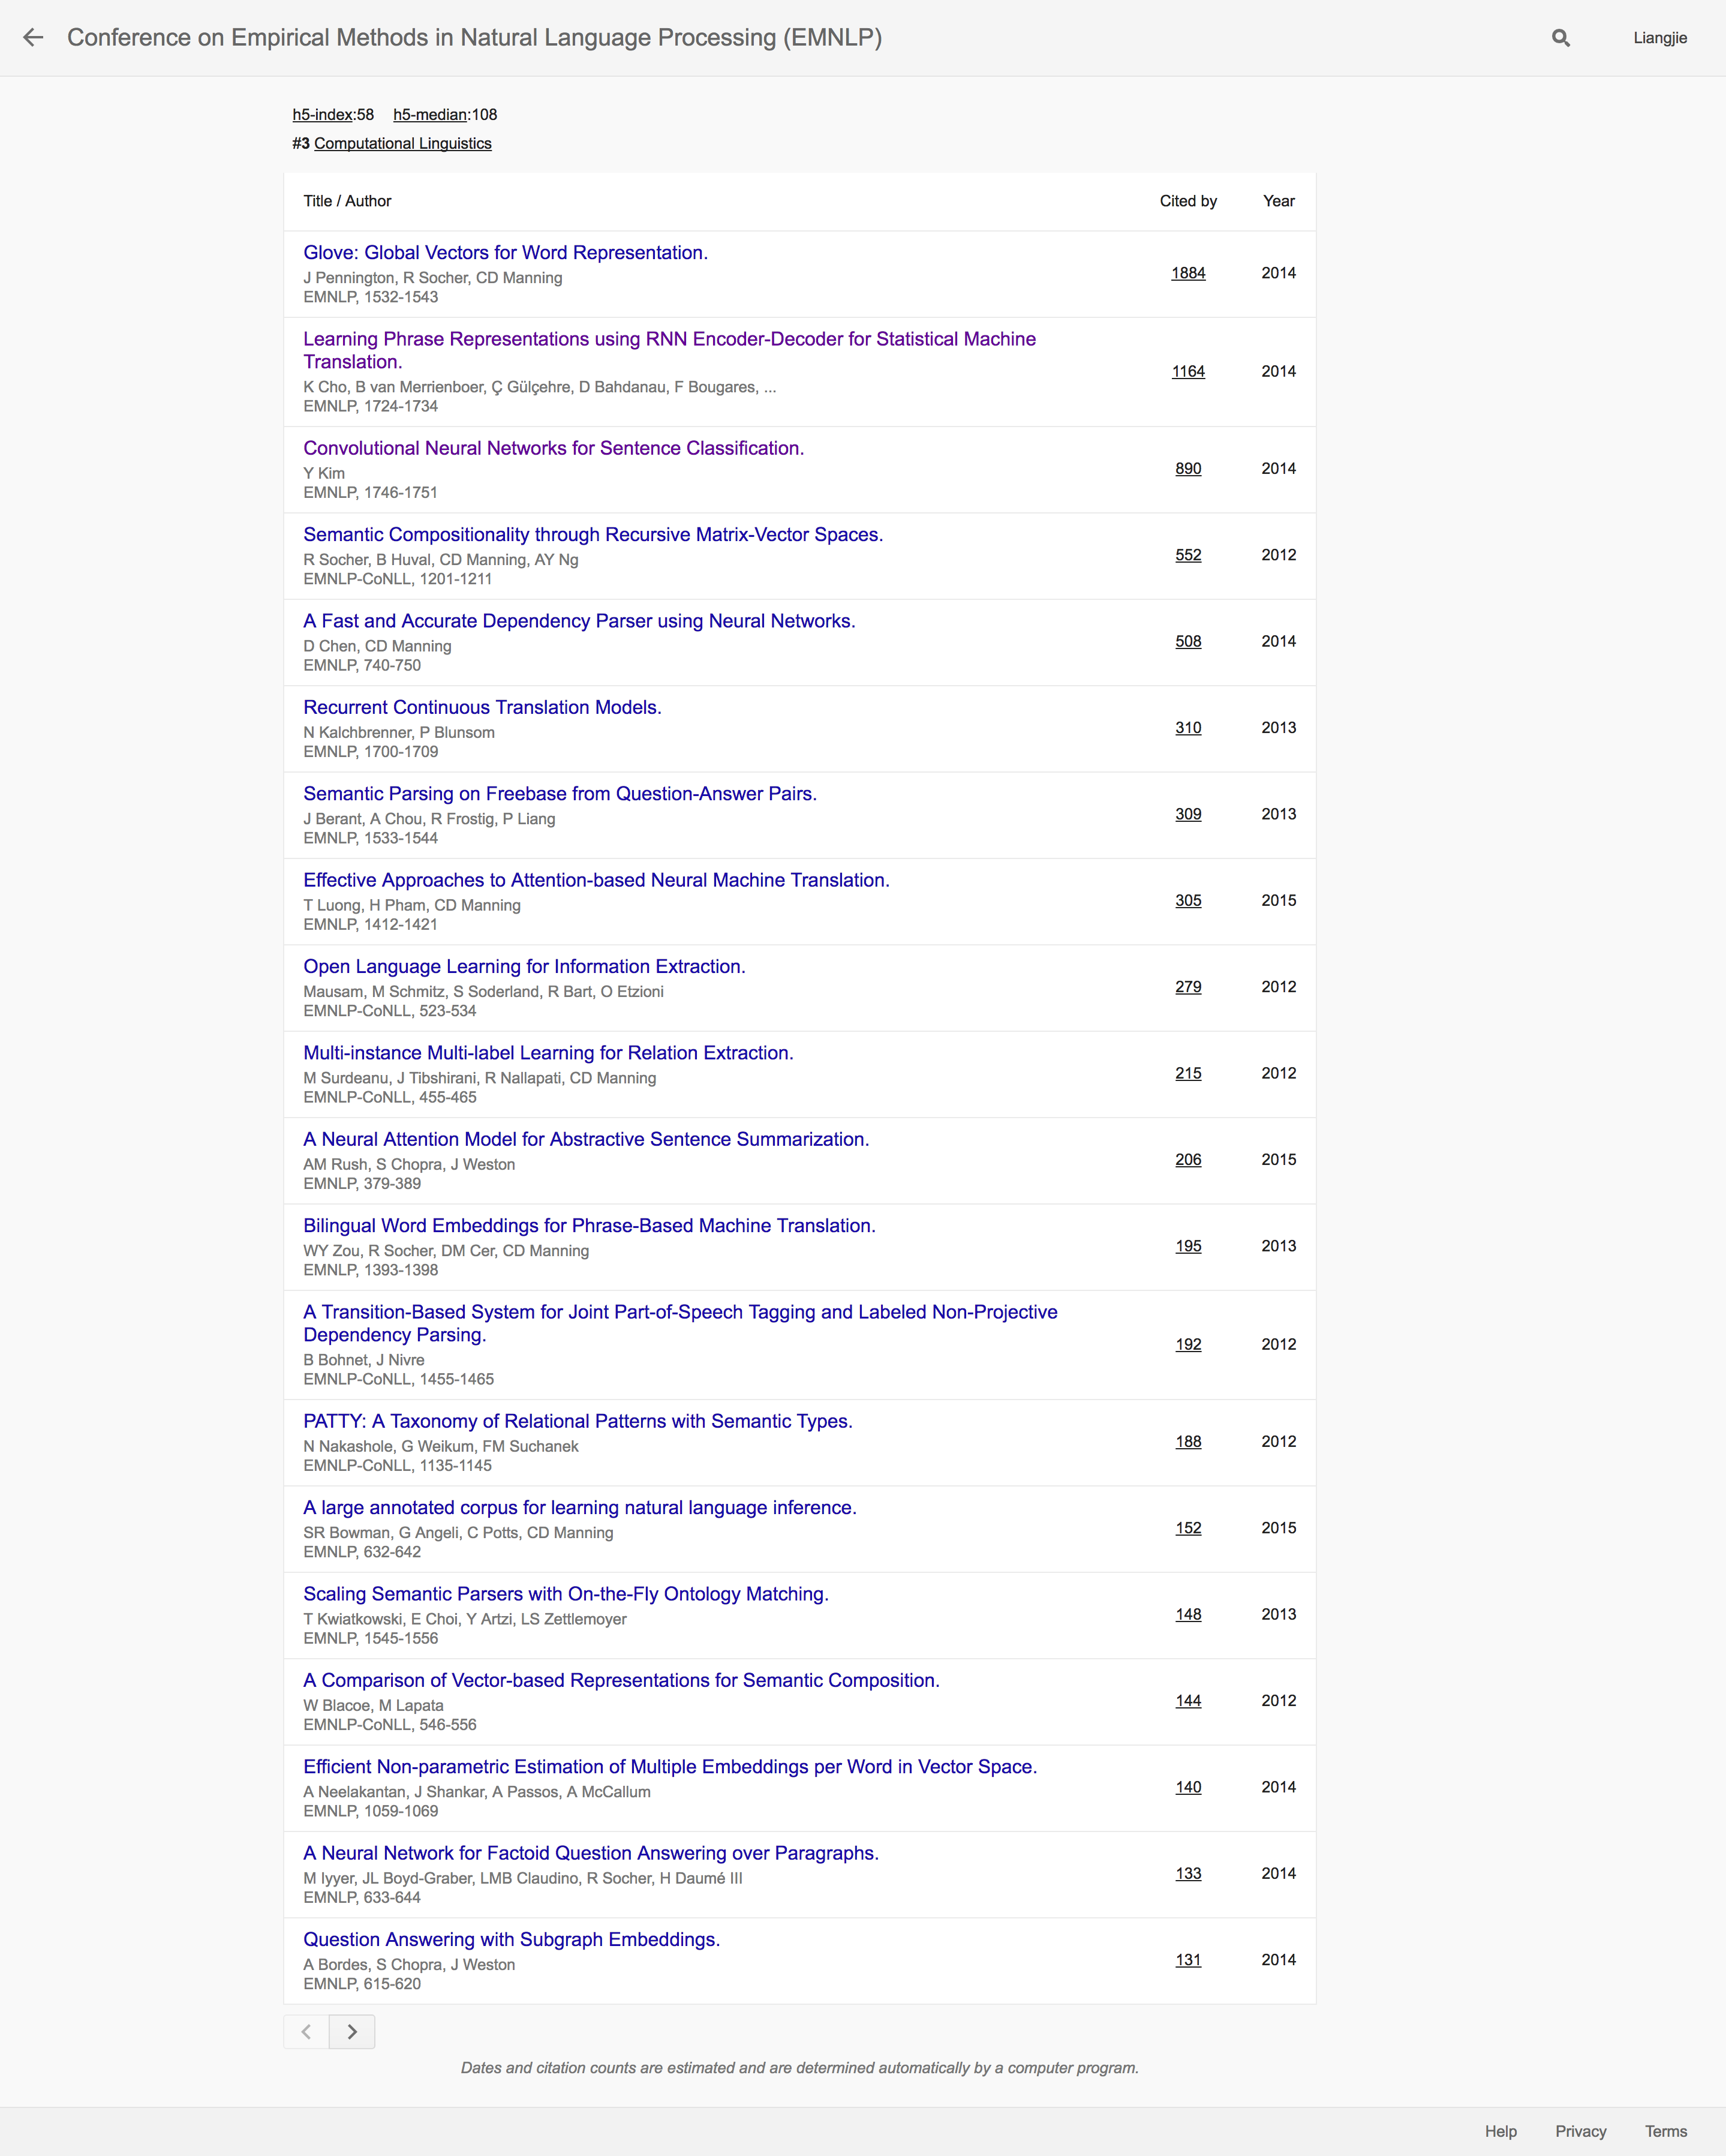 Conference on Empirical Methods in Natural Language Processing (EMNLP)
Liangjie
h5-index:58 h5-median:108
#3 Computational Linguistics
Title / Author Cited by Year
Glove: Global Vectors for Word Representation.
J Pennington, R Socher, CD Manning
EMNLP, 1532-1543
1884 2014
Learning Phrase Representations using RNN Encoder-Decoder for Statistical Machine
Translation.
K Cho, B van Merrienboer, Ç Gülçehre, D Bahdanau, F Bougares, ...
EMNLP, 1724-1734
1164 2014
Convolutional Neural Networks for Sentence Classification.
Y Kim
EMNLP, 1746-1751
890 2014
Semantic Compositionality through Recursive Matrix-Vector Spaces.
R Socher, B Huval, CD Manning, AY Ng
EMNLP-CoNLL, 1201-1211
552 2012
A Fast and Accurate Dependency Parser using Neural Networks.
D Chen, CD Manning
EMNLP, 740-750
508 2014
Recurrent Continuous Translation Models.
N Kalchbrenner, P Blunsom
EMNLP, 1700-1709
310 2013
Semantic Parsing on Freebase from Question-Answer Pairs.
J Berant, A Chou, R Frostig, P Liang
EMNLP, 1533-1544
309 2013
Effective Approaches to Attention-based Neural Machine Translation.
T Luong, H Pham, CD Manning
EMNLP, 1412-1421
305 2015
Open Language Learning for Information Extraction.
Mausam, M Schmitz, S Soderland, R Bart, O Etzioni
EMNLP-CoNLL, 523-534
279 2012
Multi-instance Multi-label Learning for Relation Extraction.
M Surdeanu, J Tibshirani, R Nallapati, CD Manning
EMNLP-CoNLL, 455-465
215 2012
A Neural Attention Model for Abstractive Sentence Summarization.
AM Rush, S Chopra, J Weston
EMNLP, 379-389
206 2015
Bilingual Word Embeddings for Phrase-Based Machine Translation.
WY Zou, R Socher, DM Cer, CD Manning
EMNLP, 1393-1398
195 2013
A Transition-Based System for Joint Part-of-Speech Tagging and Labeled Non-Projective
Dependency Parsing.
B Bohnet, J Nivre
EMNLP-CoNLL, 1455-1465
192 2012
PATTY: A Taxonomy of Relational Patterns with Semantic Types.
N Nakashole, G Weikum, FM Suchanek
EMNLP-CoNLL, 1135-1145
188 2012
A large annotated corpus for learning natural language inference.
SR Bowman, G Angeli, C Potts, CD Manning
EMNLP, 632-642
152 2015
Scaling Semantic Parsers with On-the-Fly Ontology Matching.
T Kwiatkowski, E Choi, Y Artzi, LS Zettlemoyer
EMNLP, 1545-1556
148 2013
A Comparison of Vector-based Representations for Semantic Composition.
W Blacoe, M Lapata
EMNLP-CoNLL, 546-556
144 2012
Efficient Non-parametric Estimation of Multiple Embeddings per Word in Vector Space.
A Neelakantan, J Shankar, A Passos, A McCallum
EMNLP, 1059-1069
140 2014
A Neural Network for Factoid Question Answering over Paragraphs.
M Iyyer, JL Boyd-Graber, LMB Claudino, R Socher, H Daumé III
EMNLP, 633-644
133 2014
Question Answering with Subgraph Embeddings.
A Bordes, S Chopra, J Weston
EMNLP, 615-620
131 2014
Dates and citation counts are estimated and are determined automatically by a computer program.
Help Privacy Terms